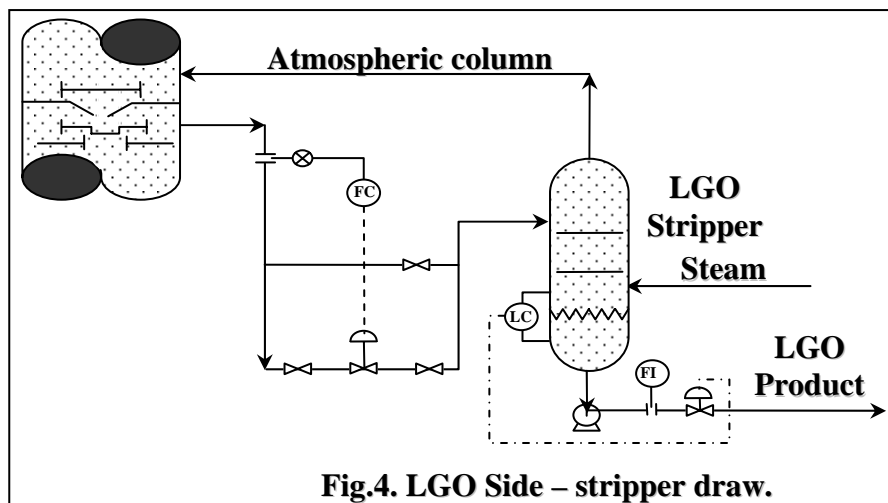 Atmospheric column
FC
LGO
Stripper
Steam
LC
FI
LGO
Product
Fig.4. LGO Side – stripper draw.